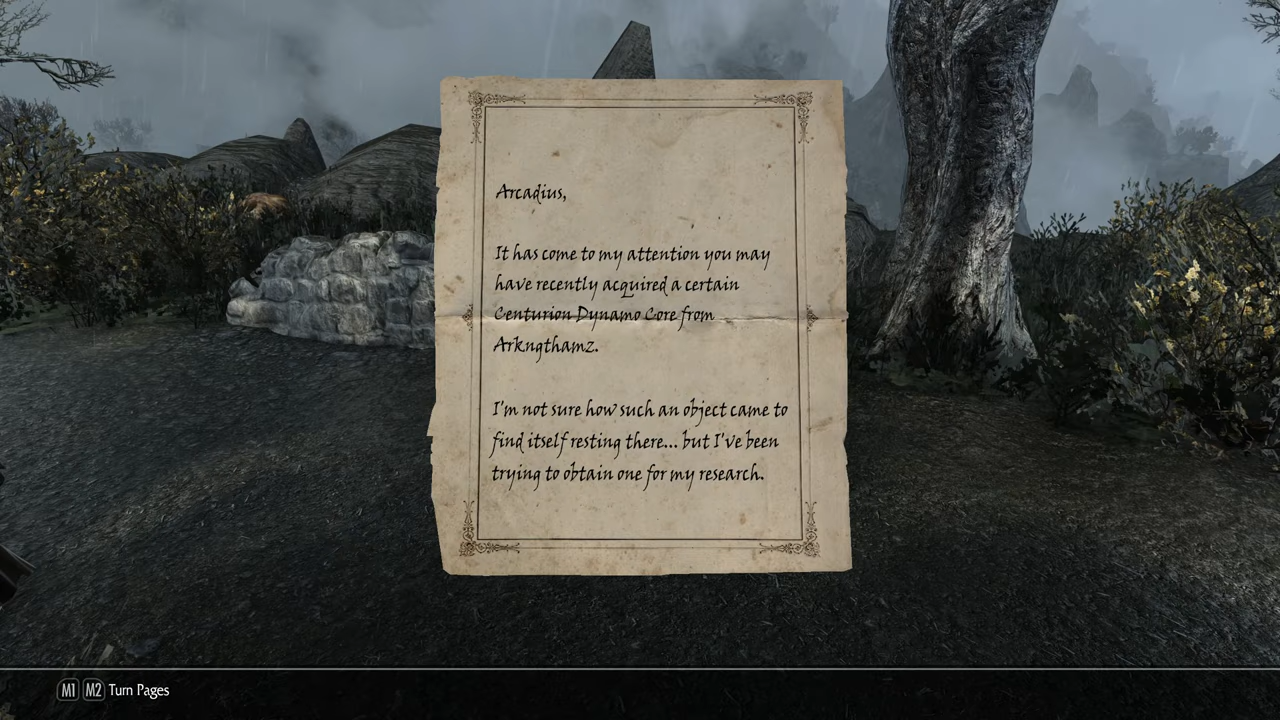 Arcadius,
It has come to my attention you may
have recently acquired a certain
Centurion Dynamo Core from
Arkngthamz.
I'm not sure how such an object came to
find itself resting there... but I've been
trying to obtain one for my research.
M1 M2 Turn Pages